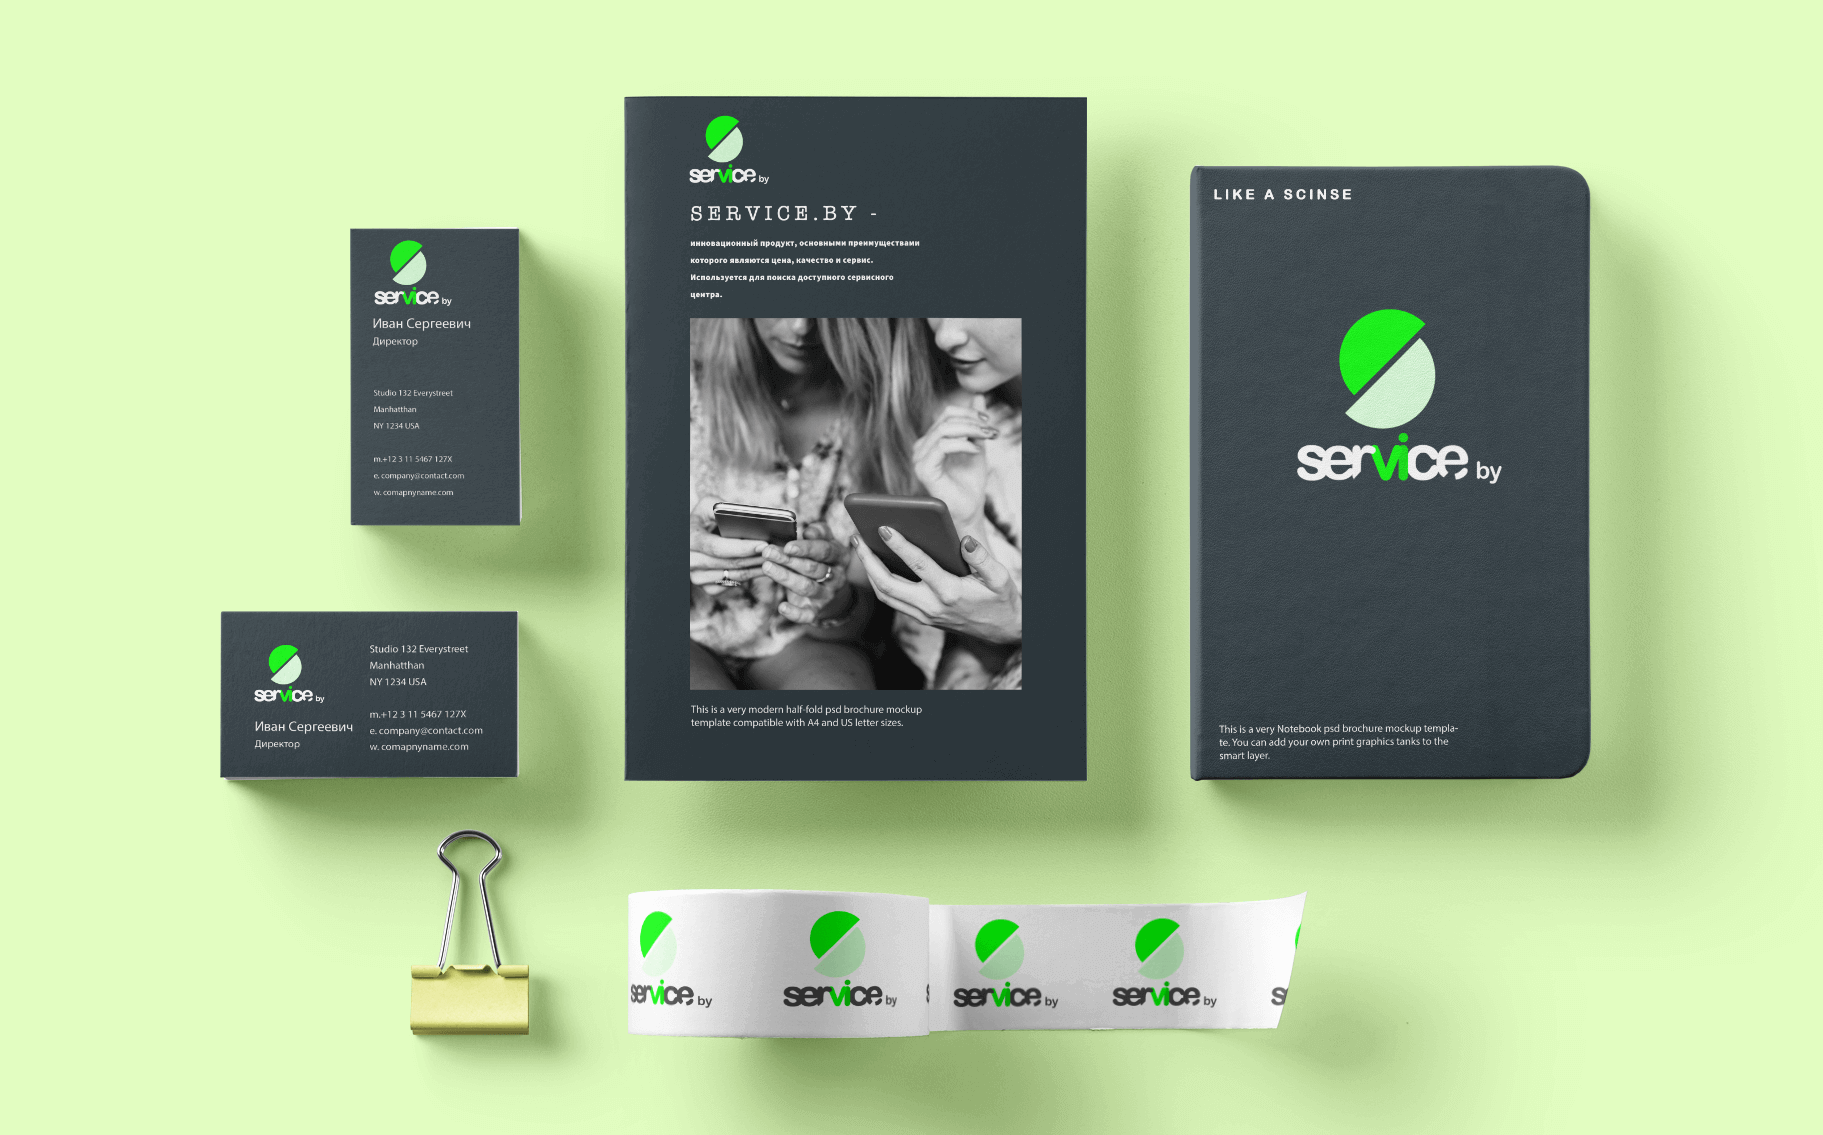 service by
Иван Сергеевич
Директор
Studio 132 Everystreet
Manhatthan
NY 1234 USA
m.+12 3 11 5467 127X
e. company@contact.com
w. comapnyname.com
service by
Иван Сергеевич
Директор
Studio 132 Everystreet
Manhatthan
NY 1234 USA
m.+12 3 11 5467 127X
e. company@contact.com
w. comapnyname.com
service by
SERVICE.BY -
инновационный продукт, основными преимуществами
которого являются цена, качество и сервис.
Используется для поиска доступного сервисного
центра.
This is a very modern half-fold psd brochure mockup
template compatible with A4 and US letter sizes.
LIKE A SCINSE
service by
This is a very Notebook psd brochure mockup templa-
te. You can add your own print graphics tanks to the
smart layer.
service by
service by
service by
service by